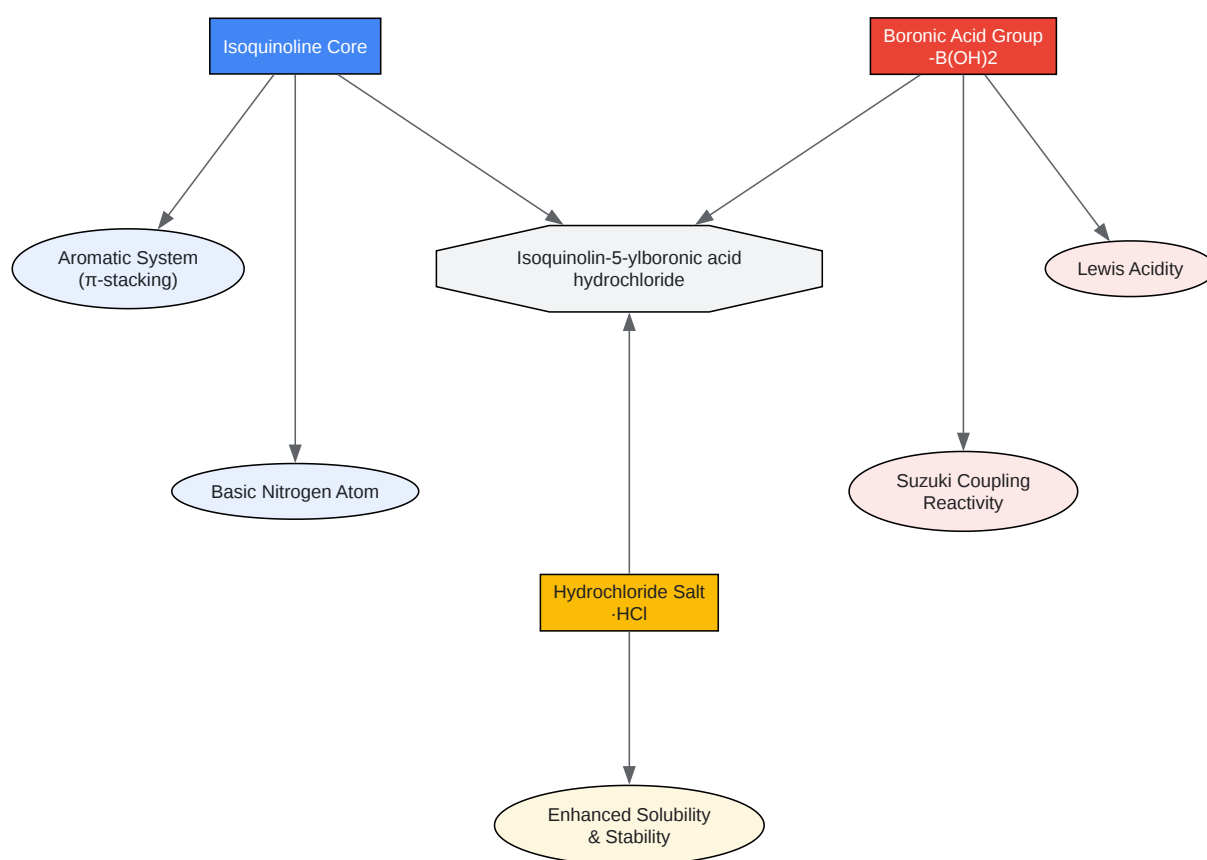 Isoquinoline Core
Boronic Acid Group
-B(OH)2
Aromatic System
(π-stacking)
Isoquinolin-5-ylboronic acid
hydrochloride
Lewis Acidity
Basic Nitrogen Atom
Suzuki Coupling
Reactivity
Hydrochloride Salt
·HCl
Enhanced Solubility
& Stability